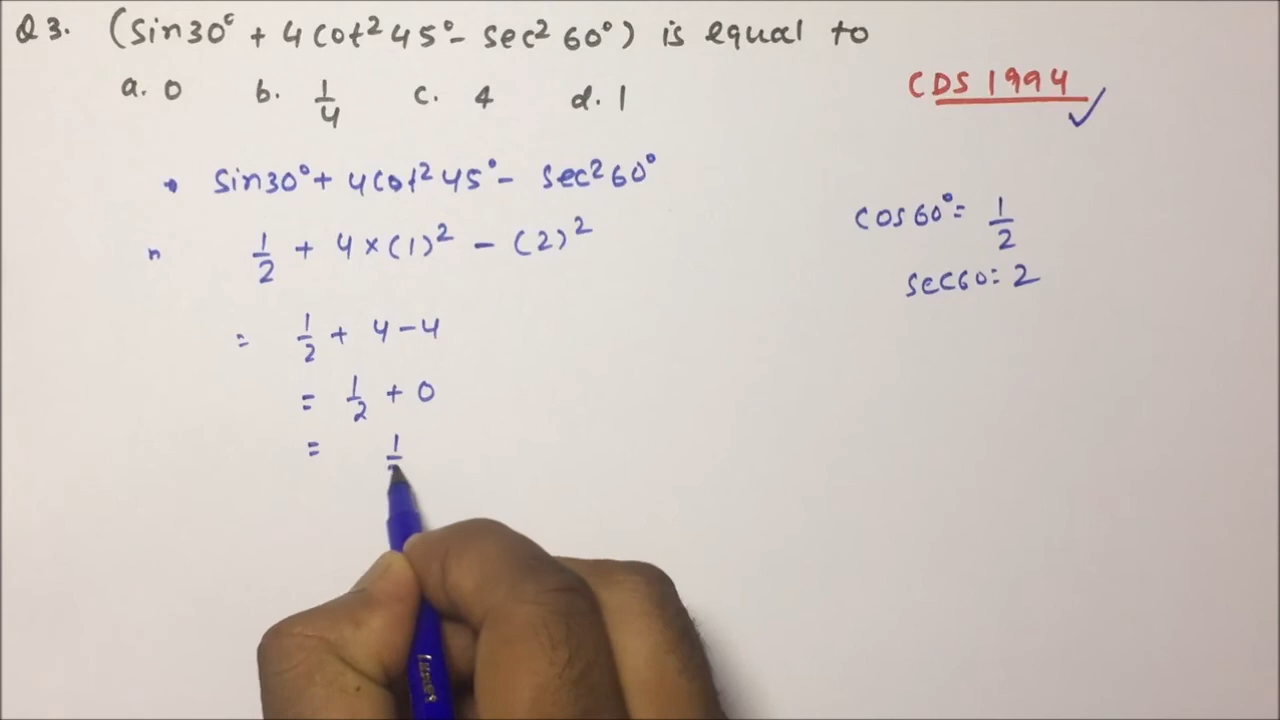 Q3. (sin30° + 4cot²45° - sec²60°) is equal to
a. 0 b. 1/4 c. 4 d. 1
CDS 1994
sin30° + 4cot²45° - sec²60°
cos60° = 1/2
1/2 + 4×(1)² - (2)²
sec60 = 2
= 1/2 + 4 - 4
= 1/2 + 0
= 1/